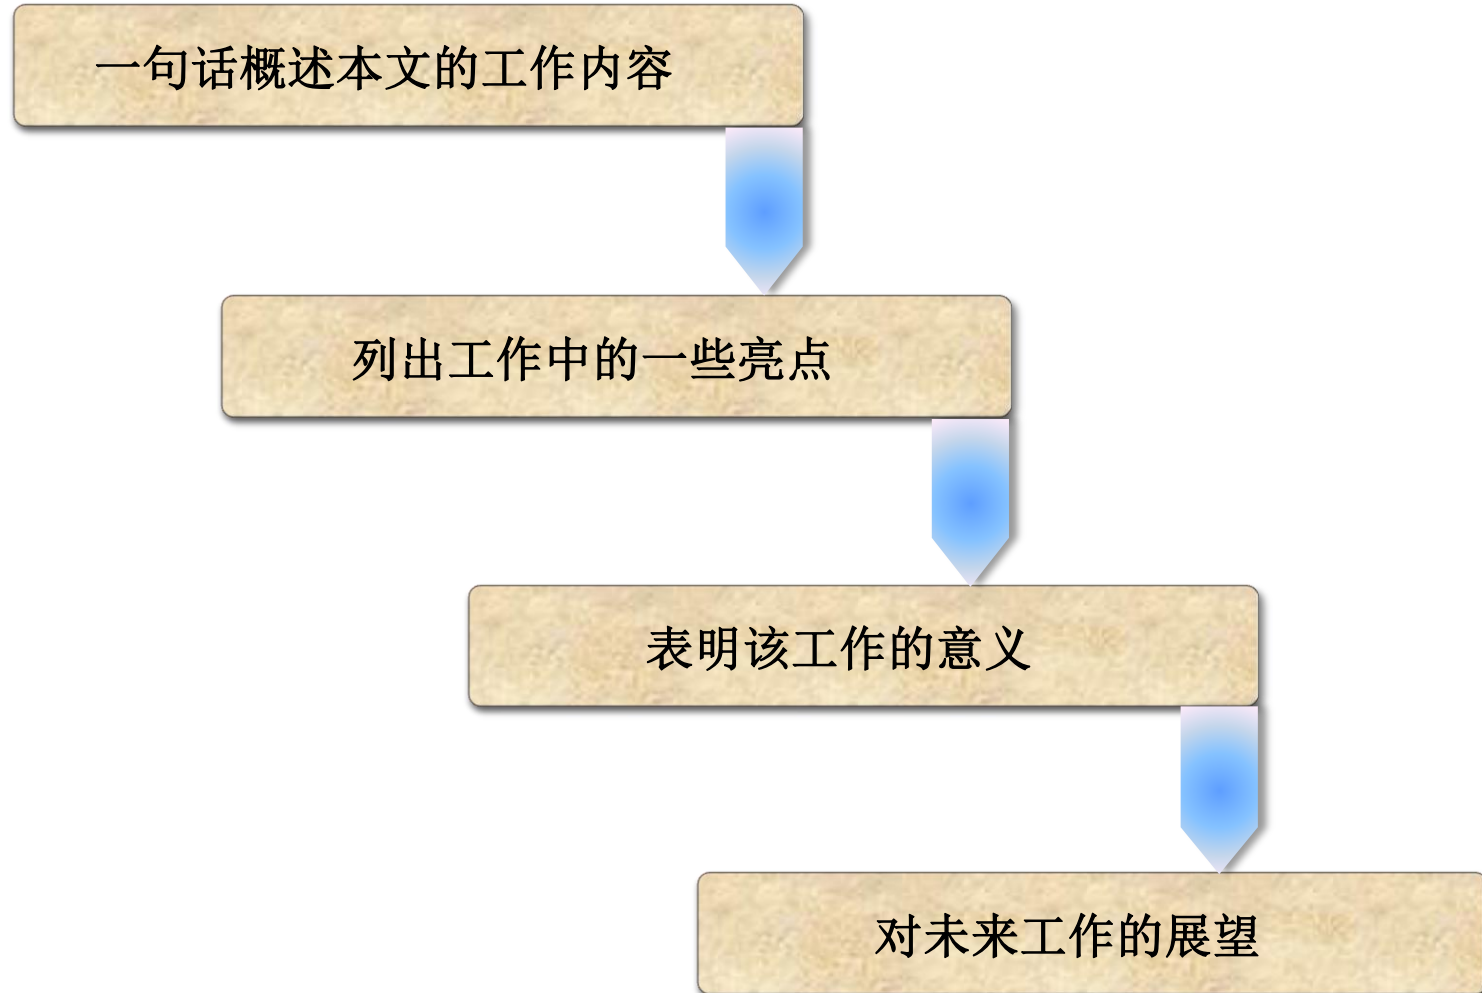 一句话概述本文的工作内容
列出工作中的一些亮点
表明该工作的意义
对未来工作的展望